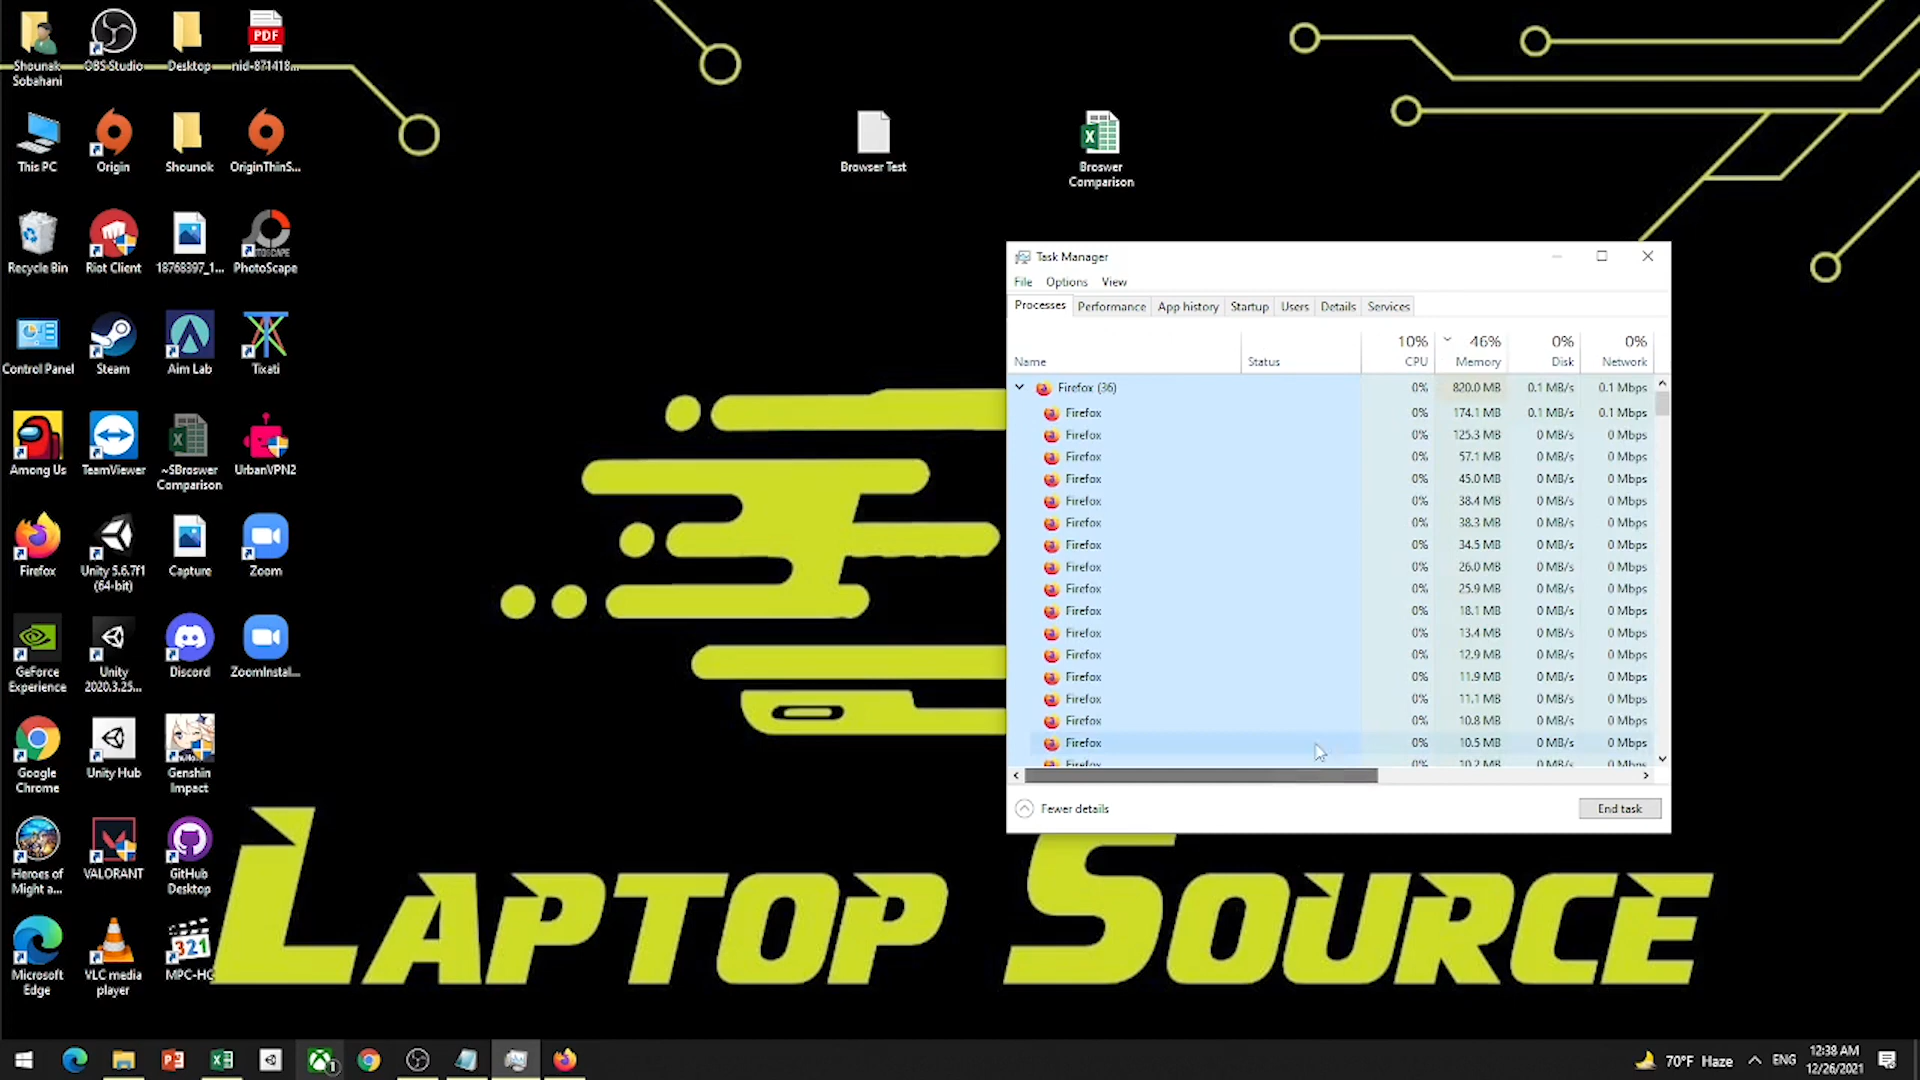 Shounak
Sobahani
OBS Studio
Desktop
PDF
nid-871418...
This PC
Origin
Shounok
OriginThinS...
Recycle Bin
Riot Client
18768397_1...
PhotoScape
Control Panel
Steam
Aim Lab
Tixati
Among Us
TeamViewer
~SBroswer
Comparison
UrbanVPN2
Firefox
Unity 5.6.7f1
(64-bit)
Capture
Zoom
GeForce
Experience
Unity
2020.3.25...
Discord
ZoomInstal...
Google
Chrome
Unity Hub
Genshin
Impact
Heroes of
Might a...
VALORANT
GitHub
Desktop
Microsoft
Edge
VLC media
player
321
MPC-HC
Browser Test
Broswer
Comparison
Task Manager
File Options View
Processes Performance App history Startup Users Details Services
10% 46% 0% 0%
Name Status CPU Memory Disk Network
Firefox (36) 0% 820.0 MB 0.1 MB/s 0.1 Mbps
Firefox 0% 174.1 MB 0.1 MB/s 0.1 Mbps
Firefox 0% 125.3 MB 0 MB/s 0 Mbps
Firefox 0% 57.1 MB 0 MB/s 0 Mbps
Firefox 0% 45.0 MB 0 MB/s 0 Mbps
Firefox 0% 38.4 MB 0 MB/s 0 Mbps
Firefox 0% 38.3 MB 0 MB/s 0 Mbps
Firefox 0% 34.5 MB 0 MB/s 0 Mbps
Firefox 0% 26.0 MB 0 MB/s 0 Mbps
Firefox 0% 25.9 MB 0 MB/s 0 Mbps
Firefox 0% 18.1 MB 0 MB/s 0 Mbps
Firefox 0% 13.4 MB 0 MB/s 0 Mbps
Firefox 0% 12.9 MB 0 MB/s 0 Mbps
Firefox 0% 11.9 MB 0 MB/s 0 Mbps
Firefox 0% 11.1 MB 0 MB/s 0 Mbps
Firefox 0% 10.8 MB 0 MB/s 0 Mbps
Firefox 0% 10.5 MB 0 MB/s 0 Mbps
Firefox 0% 10.2 MB 0 MB/s 0 Mbps
Fewer details End task
LAPTOP SOURCE
70°F Haze ENG 12:38 AM
12/26/2021